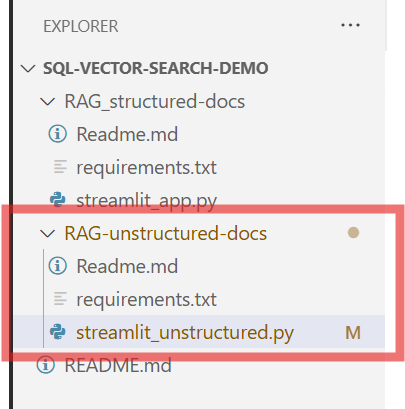 EXPLORER ...
SQL-VECTOR-SEARCH-DEMO
RAG_structured-docs
Readme.md
requirements.txt
streamlit_app.py
RAG-unstructured-docs
Readme.md
requirements.txt
streamlit_unstructured.py M
README.md